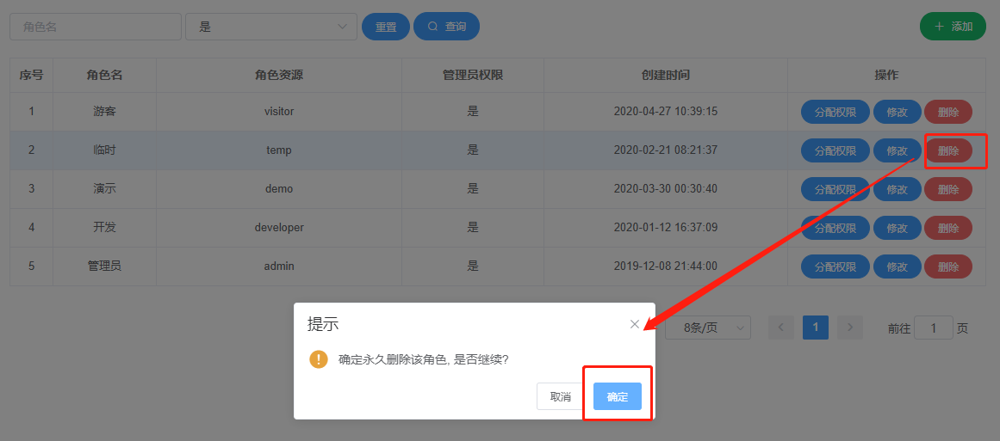 角色名 是 重置 查询 添加
序号 角色名 角色资源 管理员权限 创建时间 操作
1 游客 visitor 是 2020-04-27 10:39:15 分配权限 修改 删除
2 临时 temp 是 2020-02-21 08:21:37 分配权限 修改 删除
3 演示 demo 是 2020-03-30 00:30:40 分配权限 修改 删除
4 开发 developer 是 2020-01-12 16:37:09 分配权限 修改 删除
5 管理员 admin 是 2019-12-08 21:44:00 分配权限 修改 删除
8条/页 1 前往 1 页
提示
确定永久删除该角色, 是否继续?
取消 确定